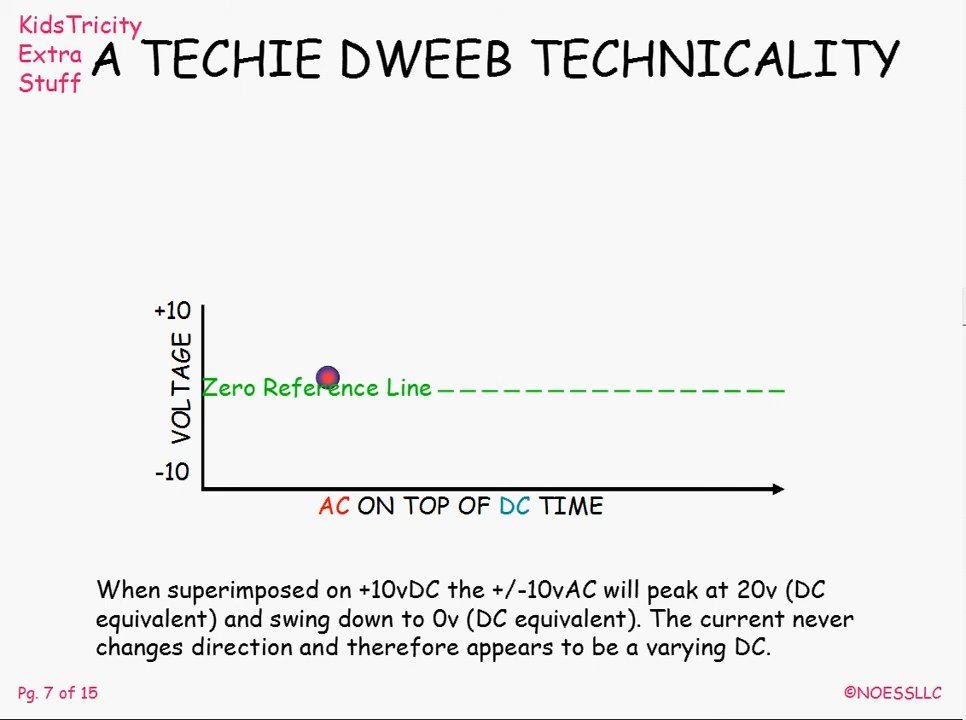 KidsTricity
Extra
Stuff
A TECHIE DWEEB TECHNICALITY
+10
VOLTAGE
Zero Reference Line
-10
AC ON TOP OF DC TIME
When superimposed on +10vDC the +/-10vAC will peak at 20v (DC
equivalent) and swing down to 0v (DC equivalent). The current never
changes direction and therefore appears to be a varying DC.
Pg. 7 of 15
©NOESSLLC